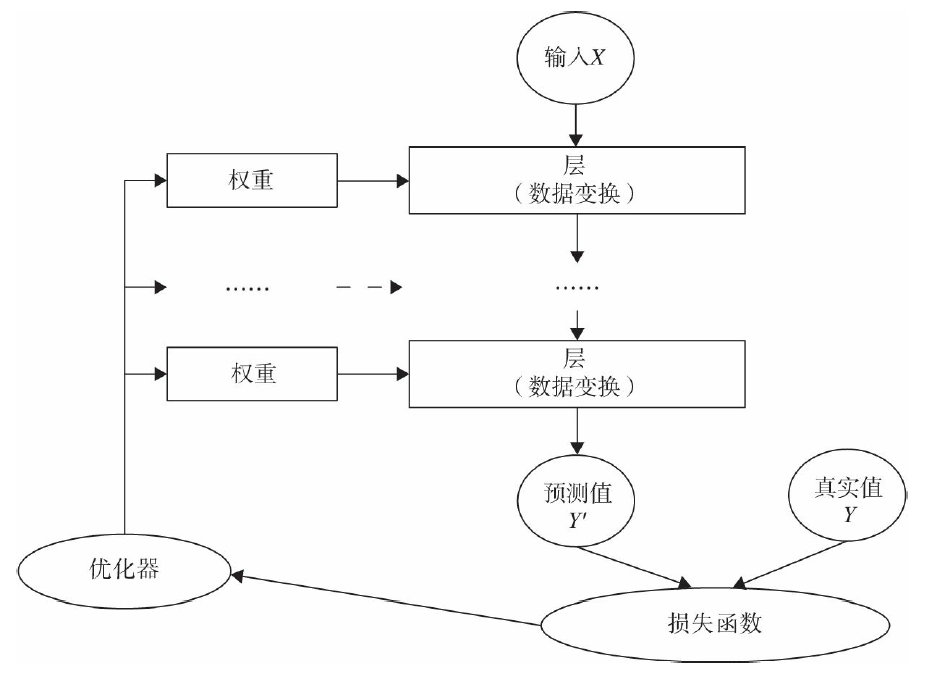 输入X
权重
层
（数据变换）
……
……
权重
层
（数据变换）
预测值
Y'
真实值
Y
优化器
损失函数